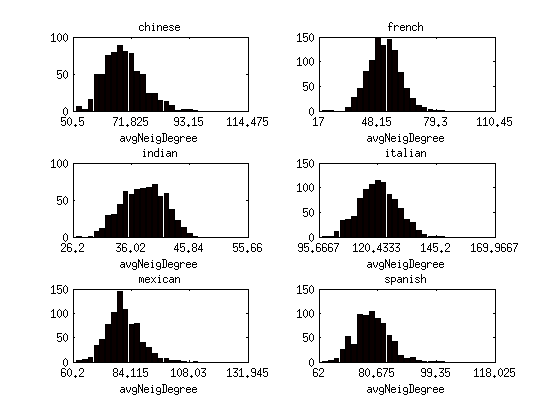 chinese
100
50
0
50.5 71.825 93.15 114.475
avgNeigDegree
french
150
100
50
0
17 48.15 79.3 110.45
avgNeigDegree
indian
100
50
0
26.2 36.02 45.84 55.66
avgNeigDegree
italian
150
100
50
0
95.6667 120.4333 145.2 169.9667
avgNeigDegree
mexican
150
100
50
0
60.2 84.115 108.03 131.945
avgNeigDegree
spanish
150
100
50
0
62 80.675 99.35 118.025
avgNeigDegree